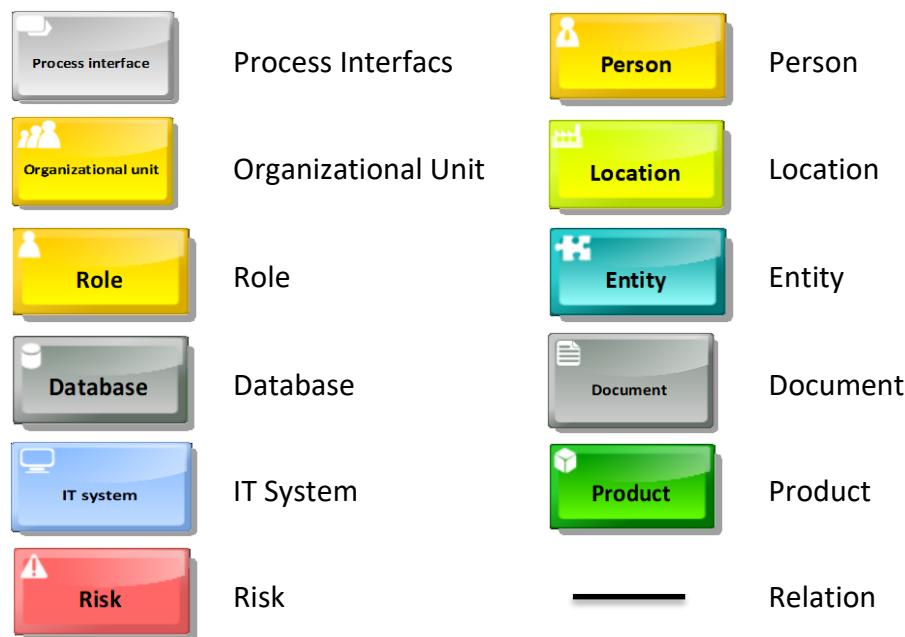 Process interface
Process Interfacs
Person
Person
Organizational unit
Organizational Unit
Location
Location
Role
Role
Entity
Entity
Database
Database
Document
Document
IT system
IT System
Product
Product
Risk
Risk
Relation